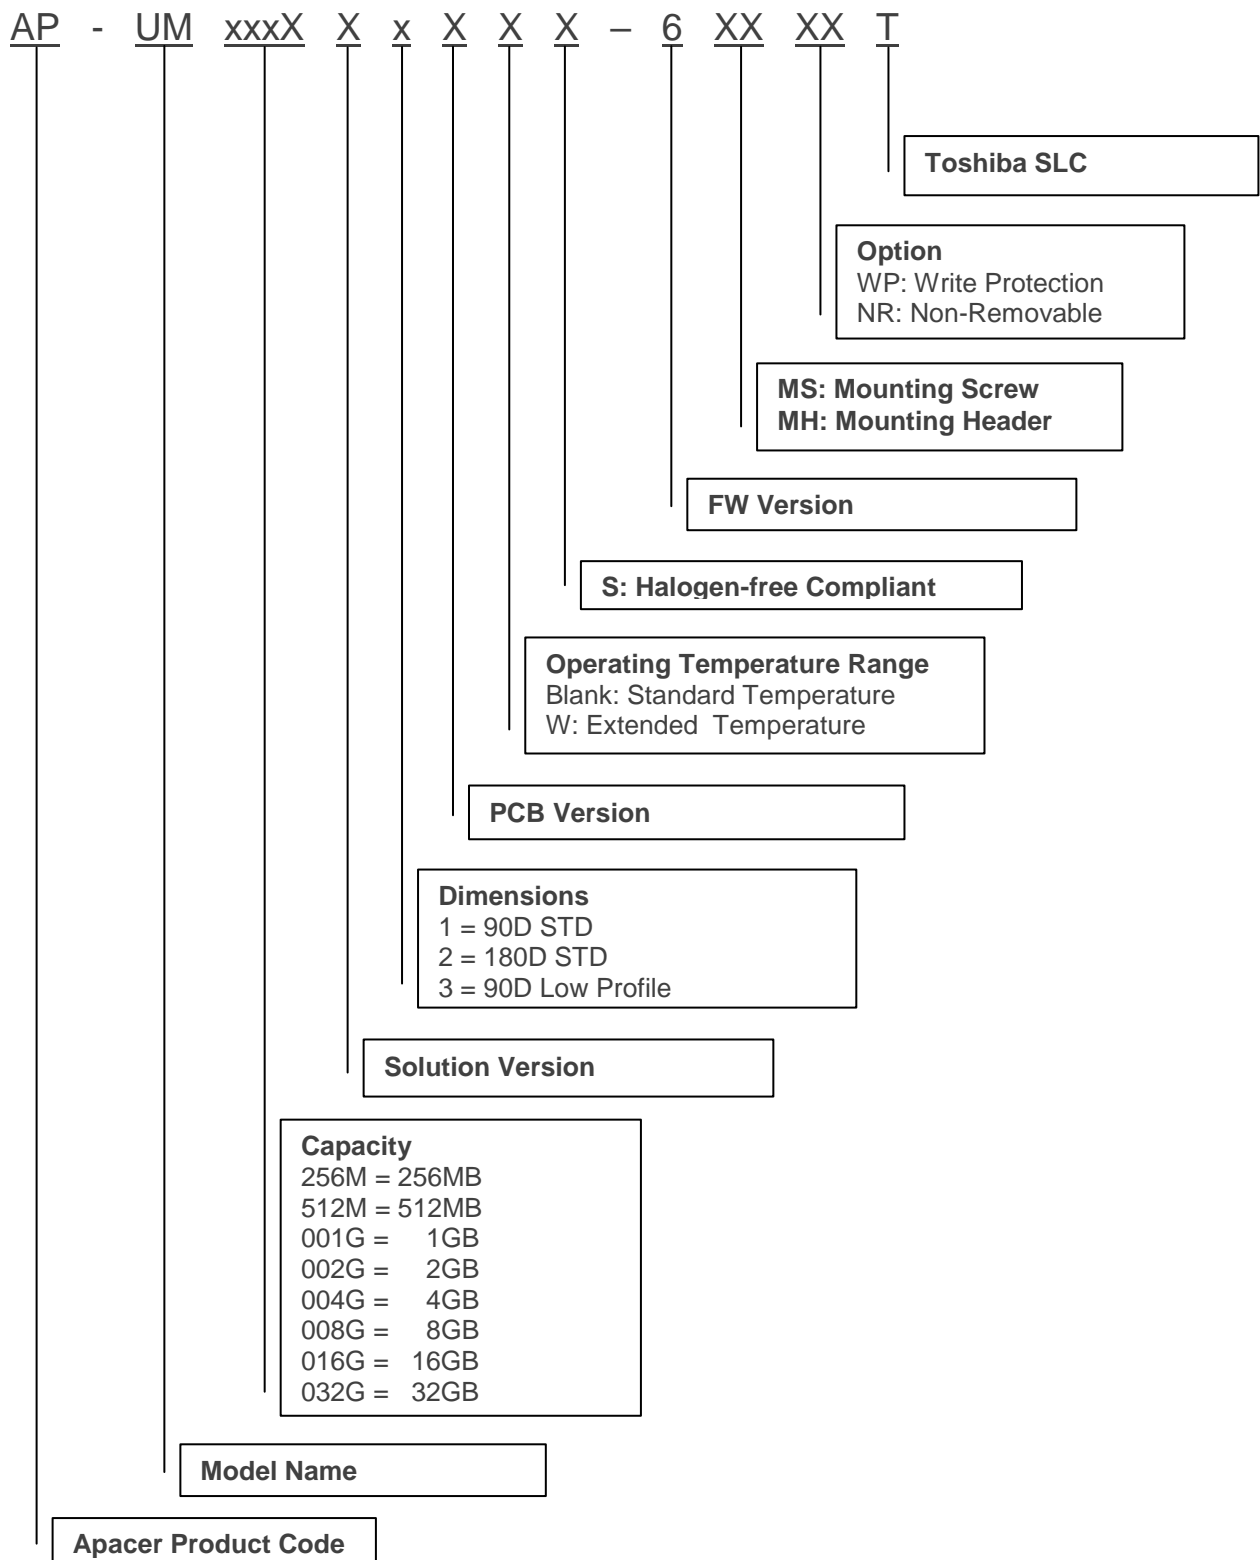 AP - UM xxxX X x X X X – 6 XX XX T
Toshiba SLC
Option
WP: Write Protection
NR: Non-Removable
MS: Mounting Screw
MH: Mounting Header
FW Version
S: Halogen-free Compliant
Operating Temperature Range
Blank: Standard Temperature
W: Extended Temperature
PCB Version
Dimensions
1 = 90D STD
2 = 180D STD
3 = 90D Low Profile
Solution Version
Capacity
256M = 256MB
512M = 512MB
001G = 1GB
002G = 2GB
004G = 4GB
008G = 8GB
016G = 16GB
032G = 32GB
Model Name
Apacer Product Code